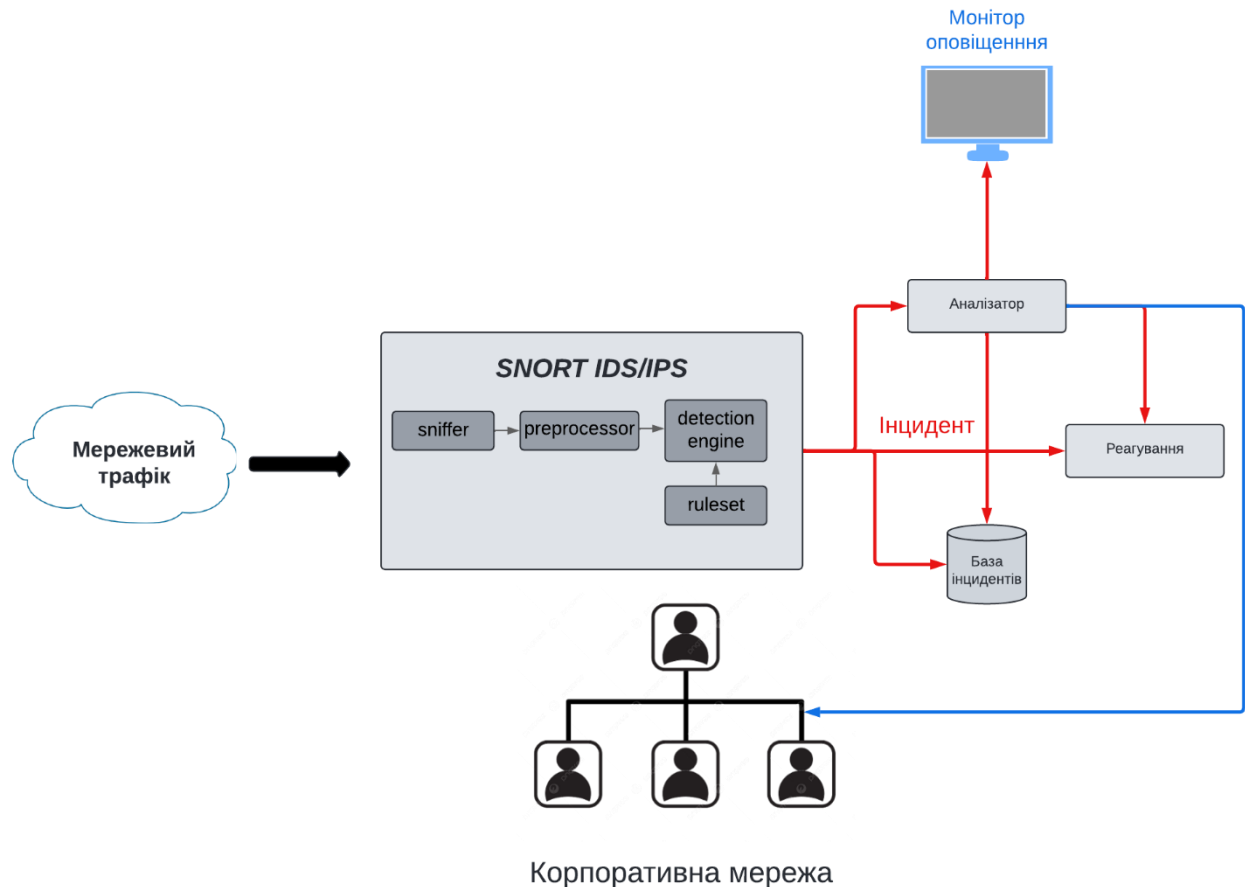 Монітор
оповіщенння
Аналізатор
SNORT IDS/IPS
sniffer
preprocessor
detection
engine
ruleset
Мережевий
трафік
Інцидент
Реагування
База
інцидентів
Корпоративна мережа